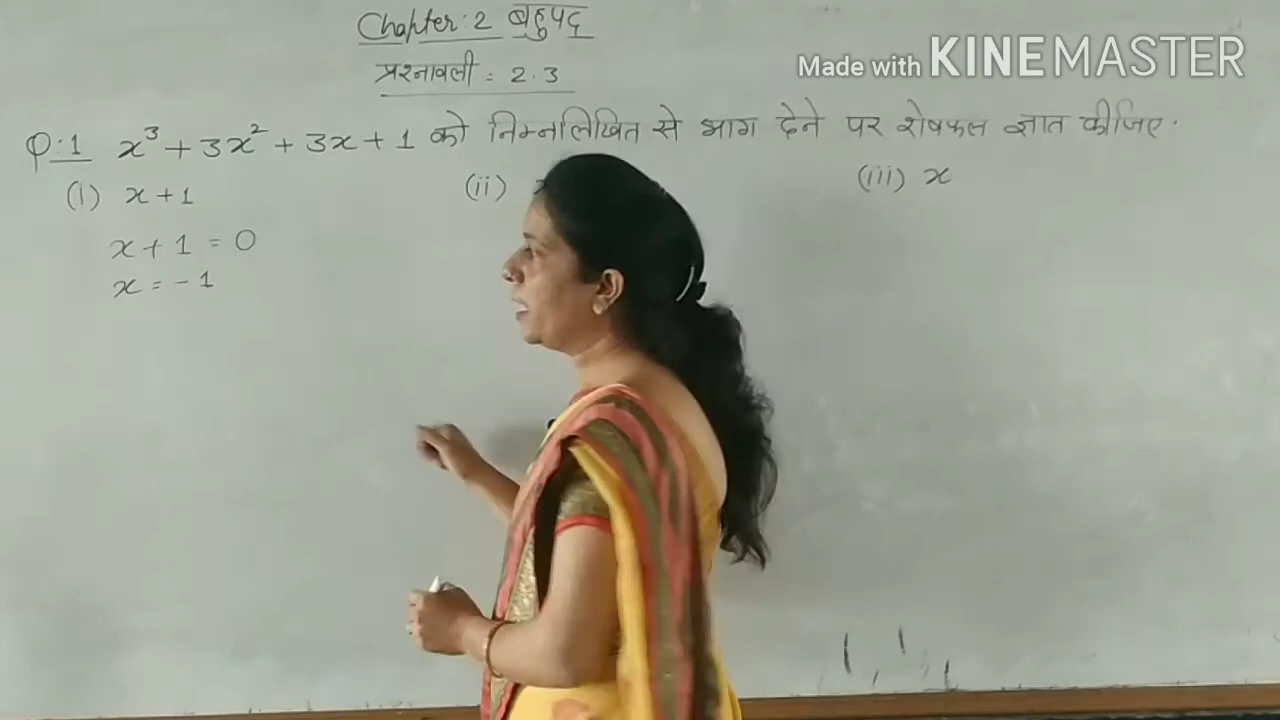 Chapter: 2 बहुपद
Made with KINEMASTER
प्रश्नावली : 2.3
Q:1 x³ + 3x² + 3x + 1 को निम्नलिखित से भाग देने पर शेषफल ज्ञात कीजिए.
(i) x + 1 (ii) (iii) x
x + 1 = 0
x = - 1